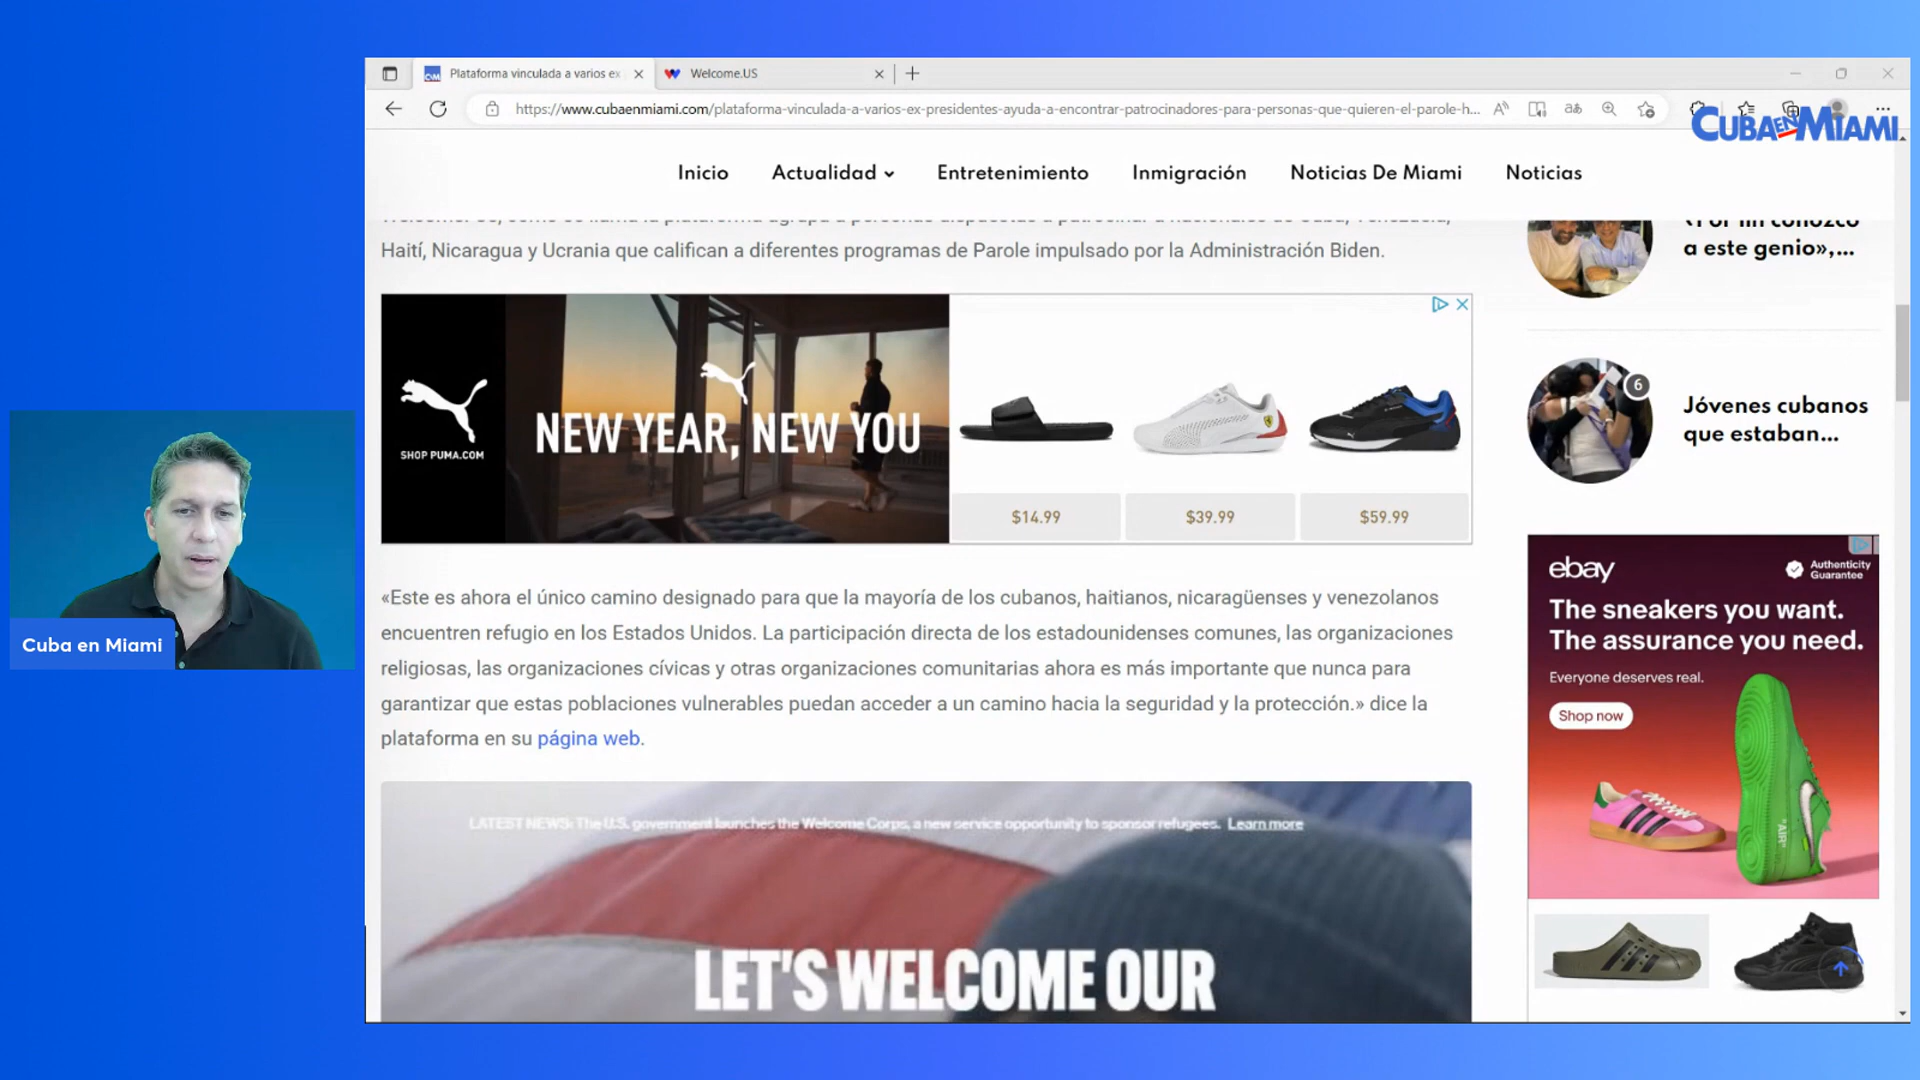 Plataforma vinculada a varios ex
Welcome.US
https://www.cubaenmiami.com/plataforma-vinculada-a-varios-ex-presidentes-ayuda-a-encontrar-patrocinadores-para-personas-que-quieren-el-parole-h...
CUBA EN MIAMI
Inicio
Actualidad
Entretenimiento
Inmigración
Noticias De Miami
Noticias
Haití, Nicaragua y Ucrania que califican a diferentes programas de Parole impulsado por la Administración Biden.
SHOP PUMA.COM
NEW YEAR, NEW YOU
$14.99
$39.99
$59.99
«Este es ahora el único camino designado para que la mayoría de los cubanos, haitianos, nicaragüenses y venezolanos
encuentren refugio en los Estados Unidos. La participación directa de los estadounidenses comunes, las organizaciones
religiosas, las organizaciones cívicas y otras organizaciones comunitarias ahora es más importante que nunca para
garantizar que estas poblaciones vulnerables puedan acceder a un camino hacia la seguridad y la protección.» dice la
plataforma en su página web.
LATEST NEWS: The U.S. government launches the Welcome Corps, a new service opportunity to sponsor refugees. Learn more
LET'S WELCOME OUR
«Por fin conozco
a este genio»,...
6
Jóvenes cubanos
que estaban...
ebay
Authenticity
Guarantee
The sneakers you want.
The assurance you need.
Everyone deserves real.
Shop now
Cuba en Miami